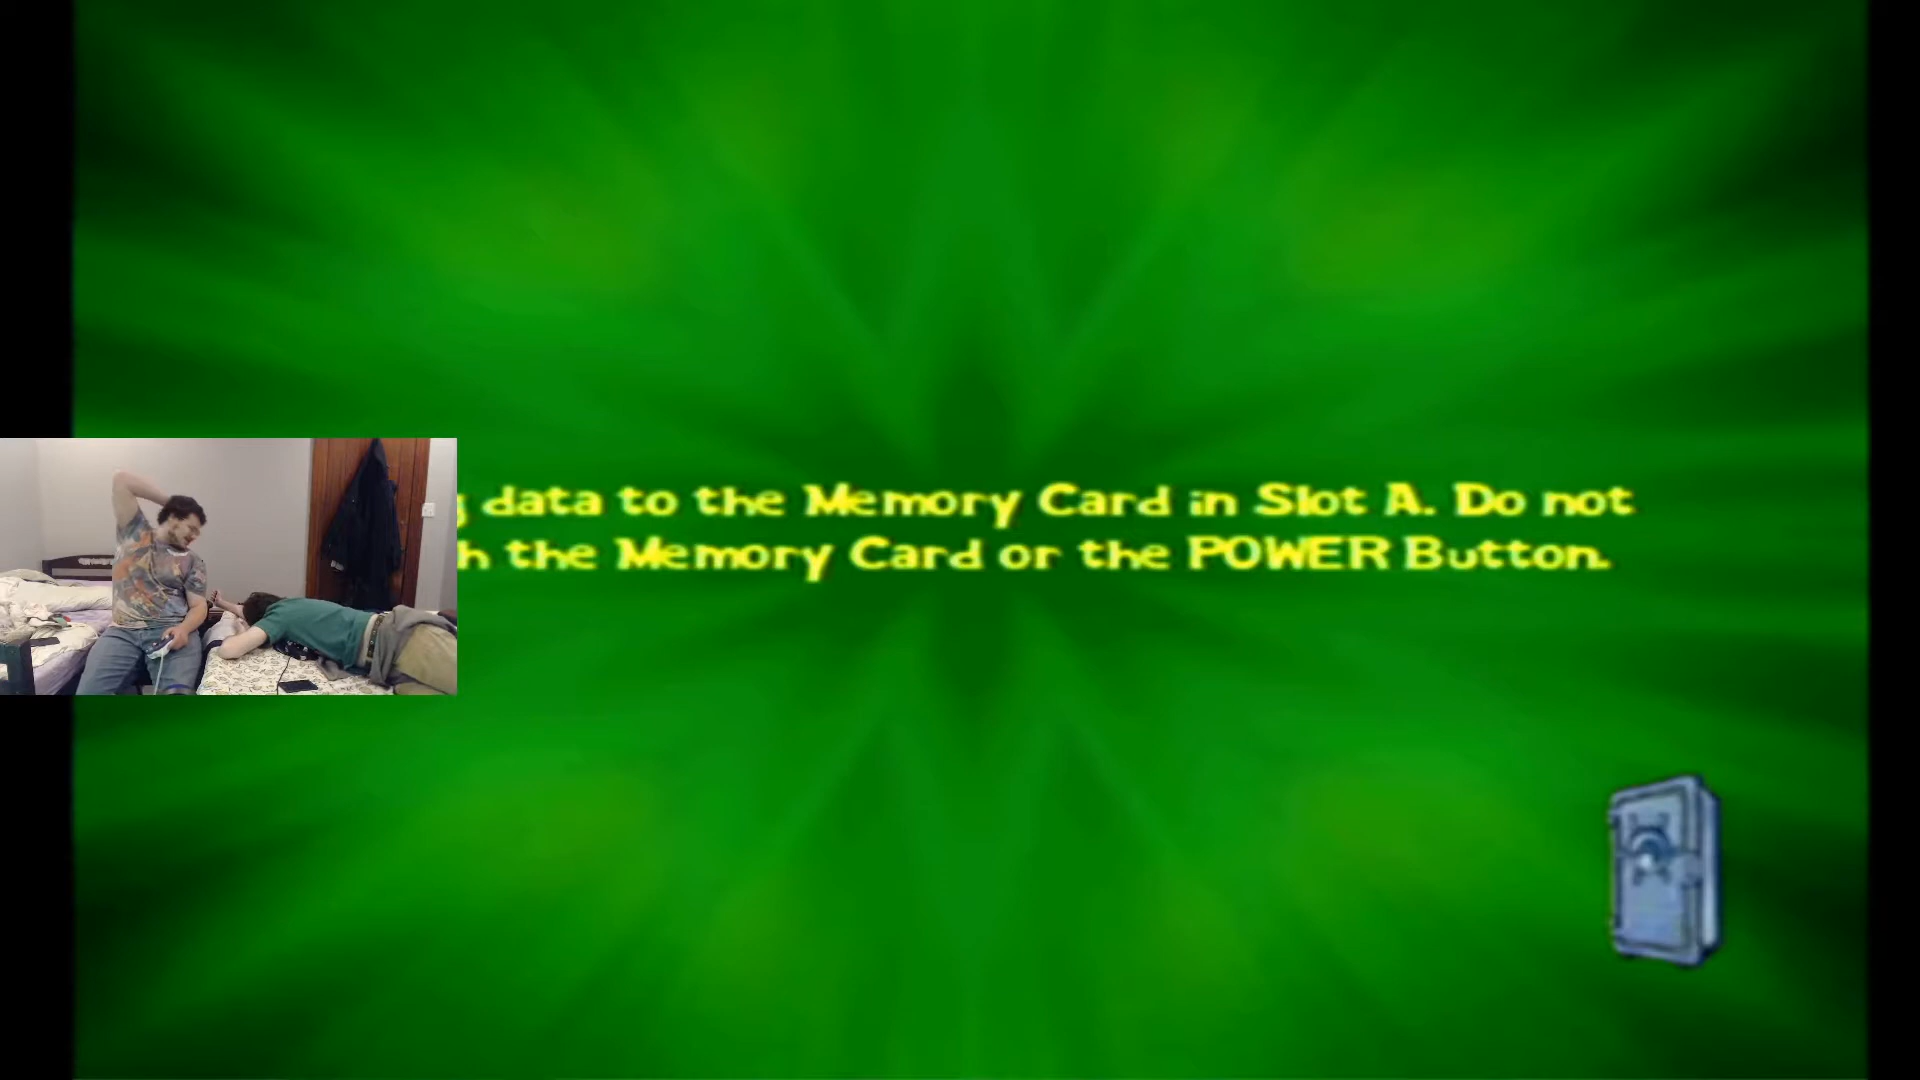 data to the Memory Card in Slot A. Do not
the Memory Card or the POWER Button.